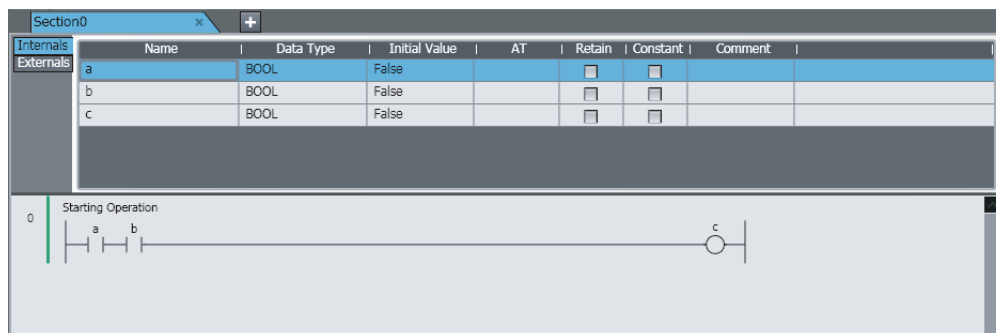 Section0 × +
Internals
Externals
Name Data Type Initial Value AT Retain Constant Comment
a BOOL False
b BOOL False
c BOOL False
0 Starting Operation
a b c